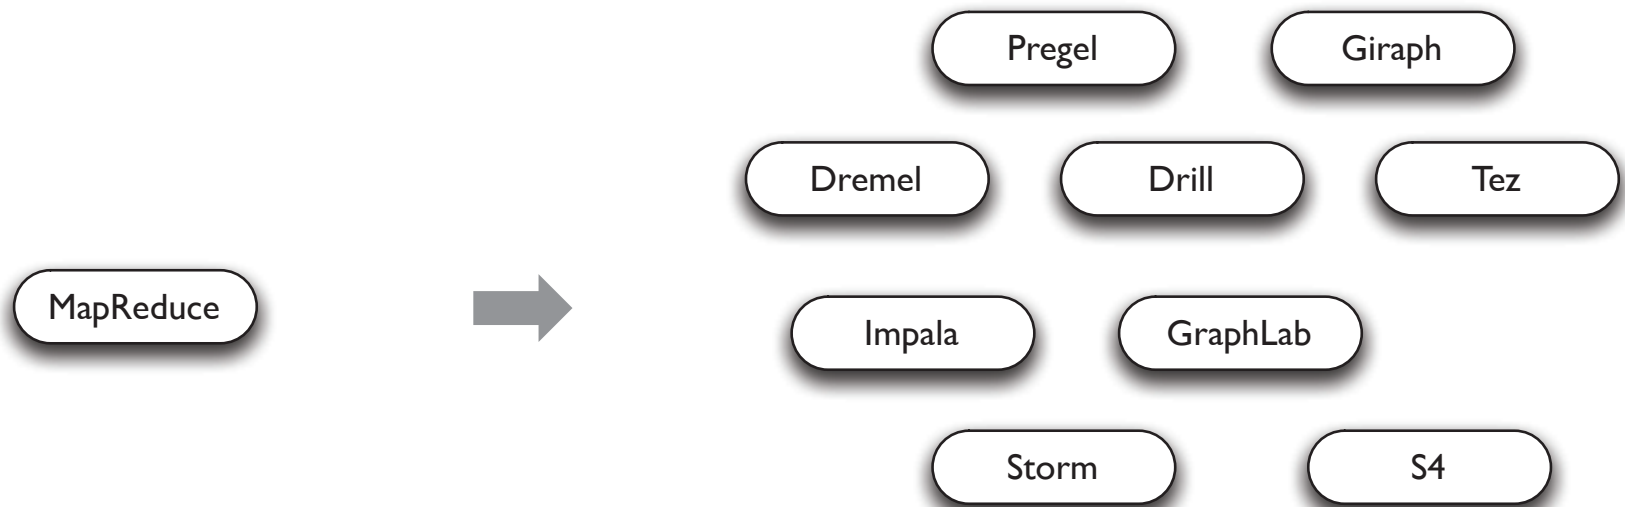 Pregel
Giraph
Dremel
Drill
Tez
MapReduce
Impala
GraphLab
Storm
S4